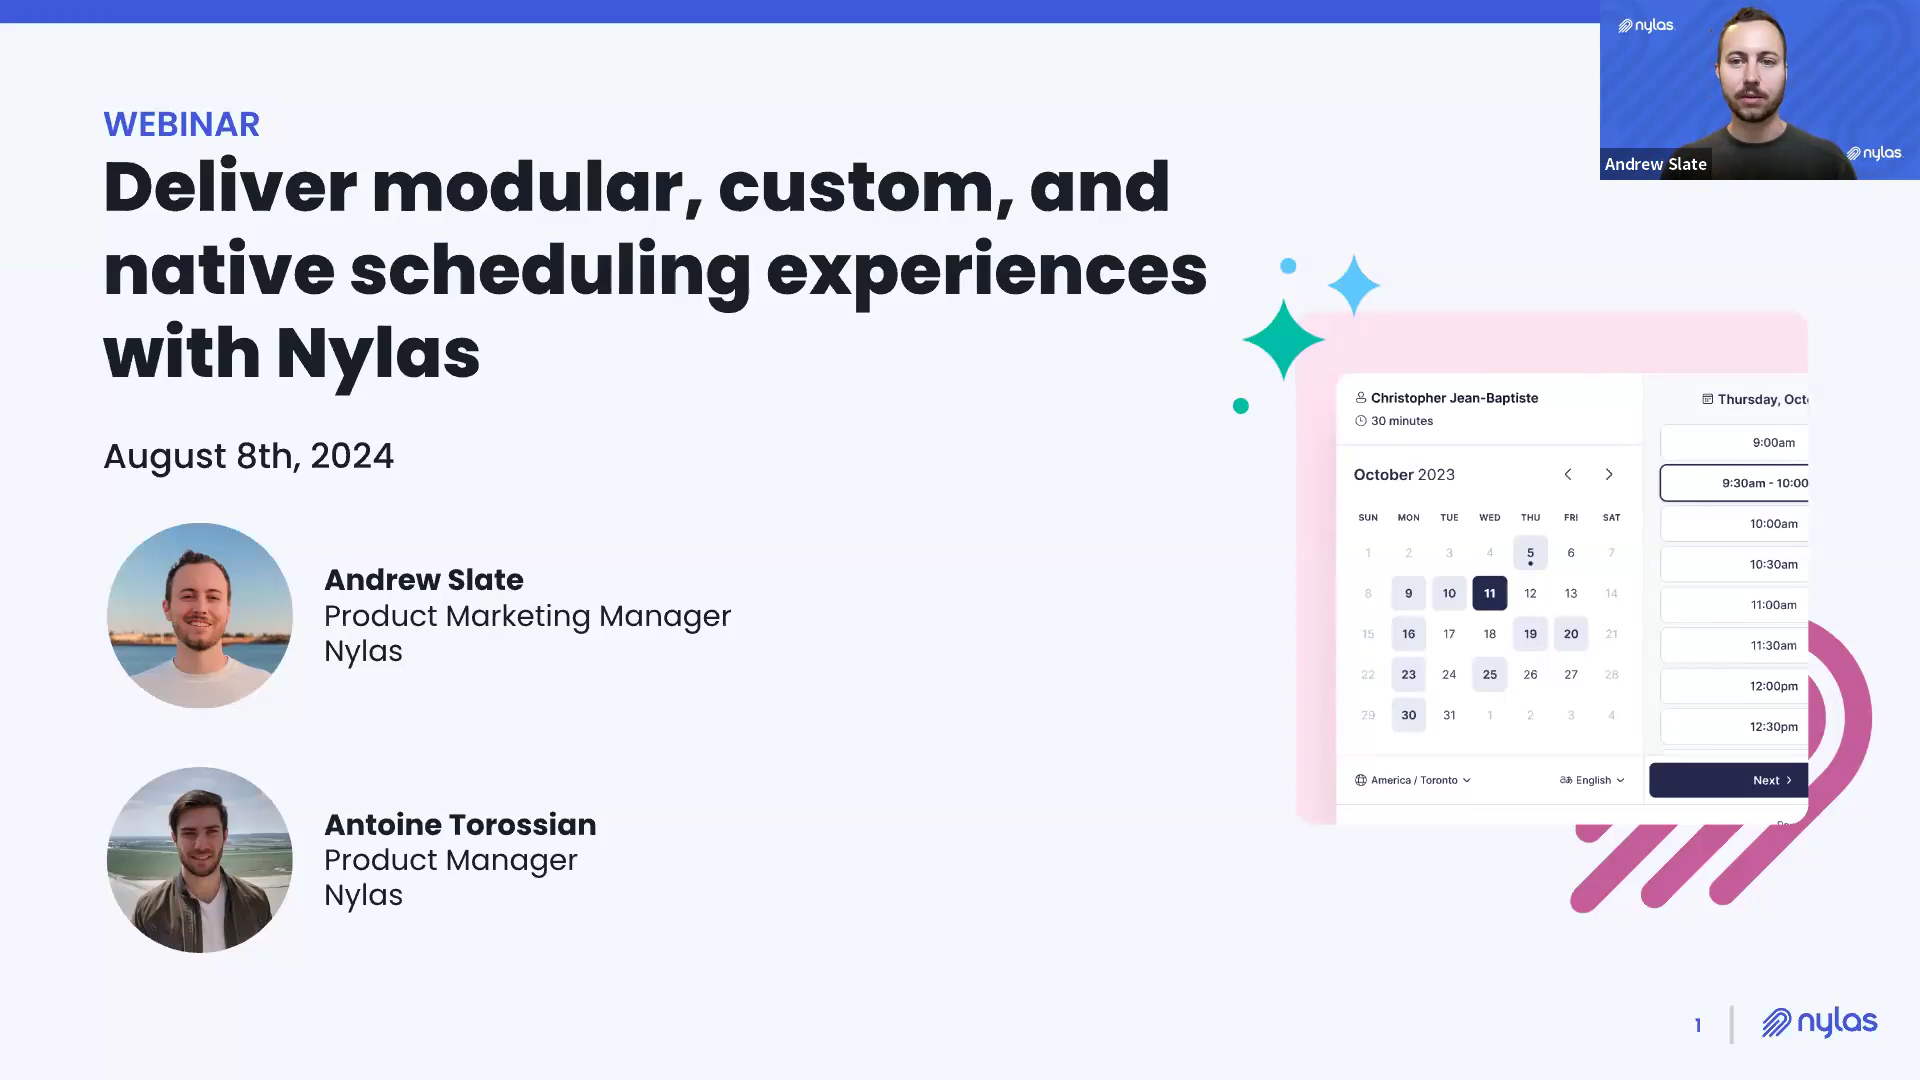 nylas
nylas
Andrew Slate
WEBINAR
Deliver modular, custom, and
native scheduling experiences
with Nylas
August 8th, 2024
Andrew Slate
Product Marketing Manager
Nylas
Antoine Torossian
Product Manager
Nylas
Christopher Jean-Baptiste
30 minutes
October 2023
SUN MON TUE WED THU FRI SAT
1 2 3 4 5 6 7
8 9 10 11 12 13 14
15 16 17 18 19 20 21
22 23 24 25 26 27 28
29 30 31 1 2 3 4
America / Toronto
English
Thursday, Octo
9:00am
9:30am - 10:00
10:00am
10:30am
11:00am
11:30am
12:00pm
12:30pm
Next
1
nylas